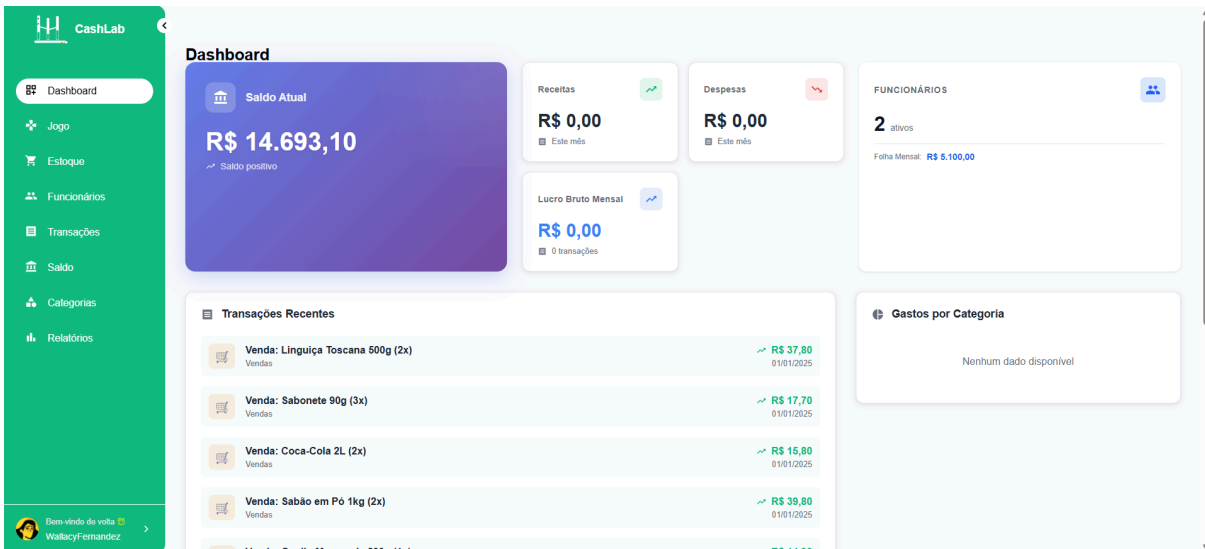 CashLab
Dashboard
Jogo
Estoque
Funcionários
Transações
Saldo
Categorias
Relatórios
Bem-vindo de volta
WallacyFernandez
Dashboard
Saldo Atual
R$ 14.693,10
Saldo positivo
Receitas
R$ 0,00
Este mês
Despesas
R$ 0,00
Este mês
Lucro Bruto Mensal
R$ 0,00
0 transações
FUNCIONÁRIOS
2 ativos
Folha Mensal: R$ 5.100,00
Transações Recentes
Venda: Linguiça Toscana 500g (2x)
R$ 37,80
Vendas
01/01/2025
Venda: Sabonete 90g (3x)
R$ 17,70
Vendas
01/01/2025
Venda: Coca-Cola 2L (2x)
R$ 15,80
Vendas
01/01/2025
Venda: Sabão em Pó 1kg (2x)
R$ 39,80
Vendas
01/01/2025
Gastos por Categoria
Nenhum dado disponível